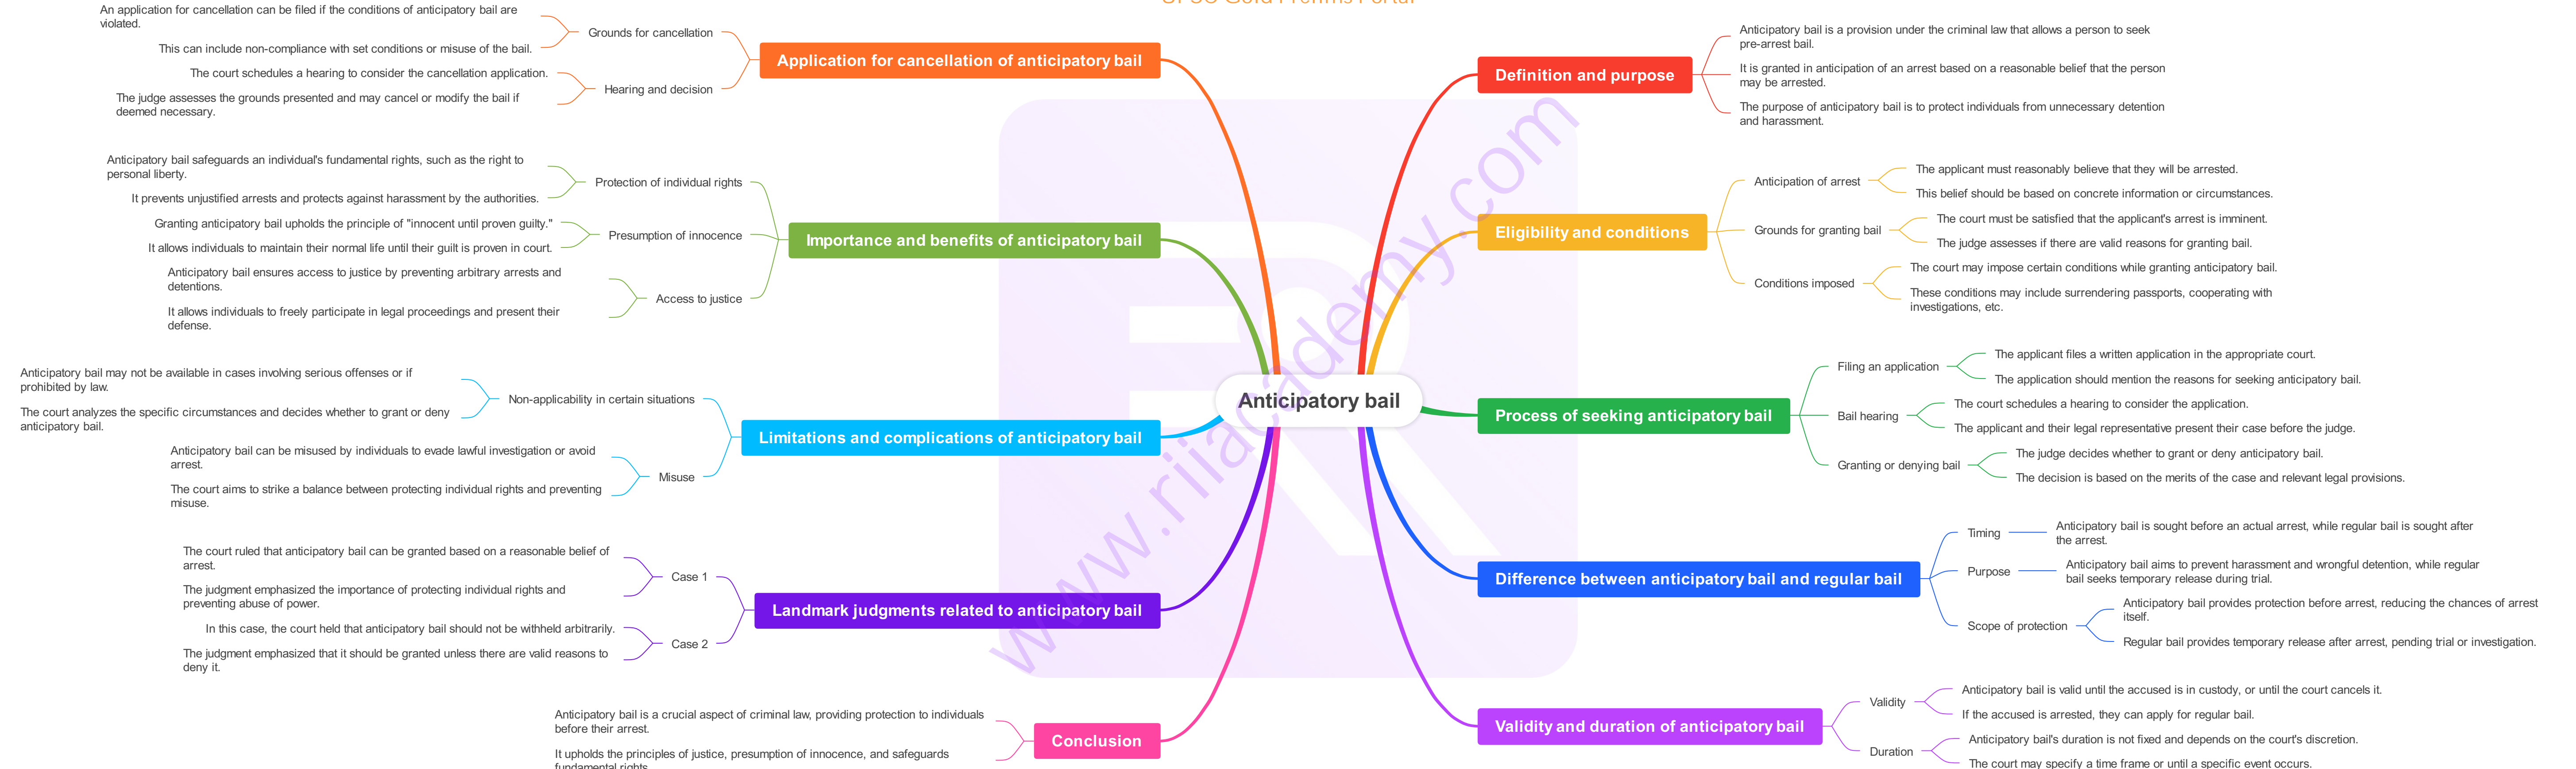 UPSC Gold Prelims Portal
An application for cancellation can be filed if the conditions of anticipatory bail are
violated.
This can include non-compliance with set conditions or misuse of the bail.
Grounds for cancellation
The court schedules a hearing to consider the cancellation application.
The judge assesses the grounds presented and may cancel or modify the bail if
deemed necessary.
Hearing and decision
Application for cancellation of anticipatory bail
Anticipatory bail safeguards an individual's fundamental rights, such as the right to
personal liberty.
It prevents unjustified arrests and protects against harassment by the authorities.
Protection of individual rights
Granting anticipatory bail upholds the principle of "innocent until proven guilty."
It allows individuals to maintain their normal life until their guilt is proven in court.
Presumption of innocence
Anticipatory bail ensures access to justice by preventing arbitrary arrests and
detentions.
It allows individuals to freely participate in legal proceedings and present their
defense.
Access to justice
Importance and benefits of anticipatory bail
Anticipatory bail may not be available in cases involving serious offenses or if
prohibited by law.
The court analyzes the specific circumstances and decides whether to grant or deny
anticipatory bail.
Non-applicability in certain situations
Anticipatory bail can be misused by individuals to evade lawful investigation or avoid
arrest.
The court aims to strike a balance between protecting individual rights and preventing
misuse.
Misuse
Limitations and complications of anticipatory bail
The court ruled that anticipatory bail can be granted based on a reasonable belief of
arrest.
The judgment emphasized the importance of protecting individual rights and
preventing abuse of power.
Case 1
In this case, the court held that anticipatory bail should not be withheld arbitrarily.
The judgment emphasized that it should be granted unless there are valid reasons to
deny it.
Case 2
Landmark judgments related to anticipatory bail
Anticipatory bail is a crucial aspect of criminal law, providing protection to individuals
before their arrest.
It upholds the principles of justice, presumption of innocence, and safeguards
fundamental rights.
Conclusion
Anticipatory bail
www.rijiacademy.com
Definition and purpose
Anticipatory bail is a provision under the criminal law that allows a person to seek
pre-arrest bail.
It is granted in anticipation of an arrest based on a reasonable belief that the person
may be arrested.
The purpose of anticipatory bail is to protect individuals from unnecessary detention
and harassment.
Eligibility and conditions
Anticipation of arrest
The applicant must reasonably believe that they will be arrested.
This belief should be based on concrete information or circumstances.
Grounds for granting bail
The court must be satisfied that the applicant's arrest is imminent.
The judge assesses if there are valid reasons for granting bail.
Conditions imposed
The court may impose certain conditions while granting anticipatory bail.
These conditions may include surrendering passports, cooperating with
investigations, etc.
Process of seeking anticipatory bail
Filing an application
The applicant files a written application in the appropriate court.
The application should mention the reasons for seeking anticipatory bail.
Bail hearing
The court schedules a hearing to consider the application.
The applicant and their legal representative present their case before the judge.
Granting or denying bail
The judge decides whether to grant or deny anticipatory bail.
The decision is based on the merits of the case and relevant legal provisions.
Difference between anticipatory bail and regular bail
Timing
Anticipatory bail is sought before an actual arrest, while regular bail is sought after
the arrest.
Purpose
Anticipatory bail aims to prevent harassment and wrongful detention, while regular
bail seeks temporary release during trial.
Scope of protection
Anticipatory bail provides protection before arrest, reducing the chances of arrest
itself.
Regular bail provides temporary release after arrest, pending trial or investigation.
Validity and duration of anticipatory bail
Validity
Anticipatory bail is valid until the accused is in custody, or until the court cancels it.
If the accused is arrested, they can apply for regular bail.
Duration
Anticipatory bail's duration is not fixed and depends on the court's discretion.
The court may specify a time frame or until a specific event occurs.